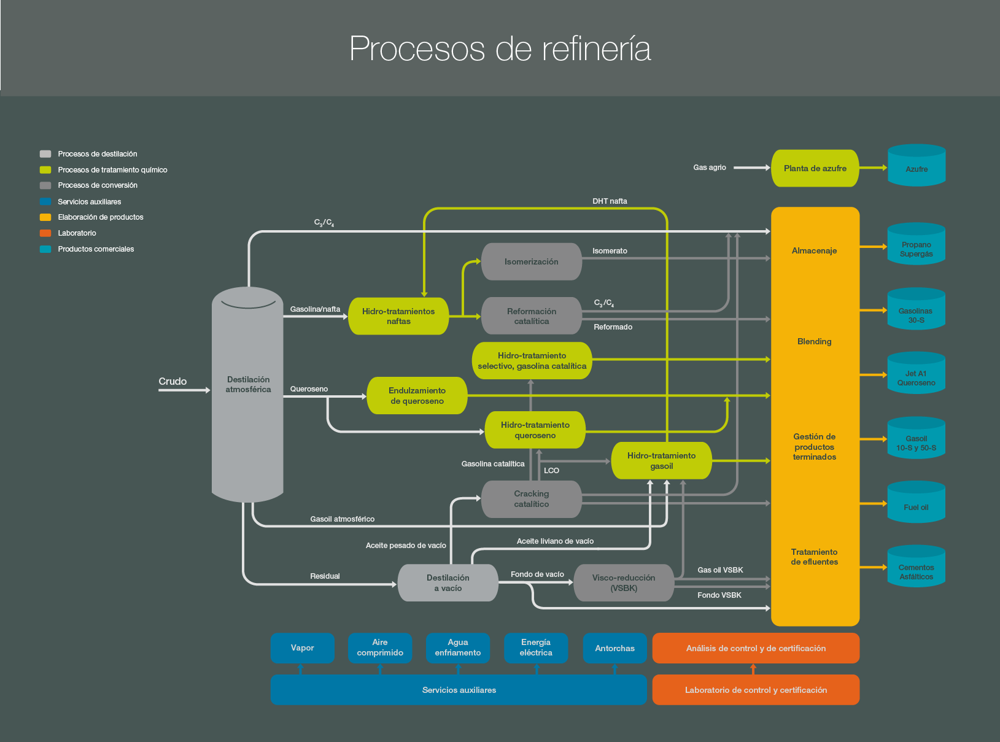 Procesos de refinería
Procesos de destilación
Procesos de tratamiento químico
Procesos de conversión
Servicios auxiliares
Elaboración de productos
Laboratorio
Productos comerciales
Gas agrio
Planta de azufre
Azufre
DHT nafta
C3/C4
Isomerización
Isomerato
Almacenaje
Propano
Supergás
Gasolina/nafta
Hidro-tratamientos
naftas
Reformación
catalítica
C3/C4
Reformado
Gasolinas
30-S
Blending
Hidro-tratamiento
selectivo, gasolina catalítica
Crudo
Destilación
atmosférica
Queroseno
Endulzamiento
de queroseno
Jet A1
Queroseno
Hidro-tratamiento
queroseno
Gestión de
productos
terminados
Gasoil
10-S y 50-S
Gasolina catalítica
LCO
Hidro-tratamiento
gasoil
Cracking
catalítico
Fuel oil
Gasoil atmosférico
Aceite pesado de vacío
Aceite liviano de vacío
Tratamiento
de efluentes
Residual
Destilación
a vacío
Fondo de vacío
Visco-reducción
(VSBK)
Gas oil VSBK
Fondo VSBK
Cementos
Asfálticos
Vapor
Aire
comprimido
Agua
enfriamento
Energía
eléctrica
Antorchas
Análisis de control y de certificación
Servicios auxiliares
Laboratorio de control y certificación